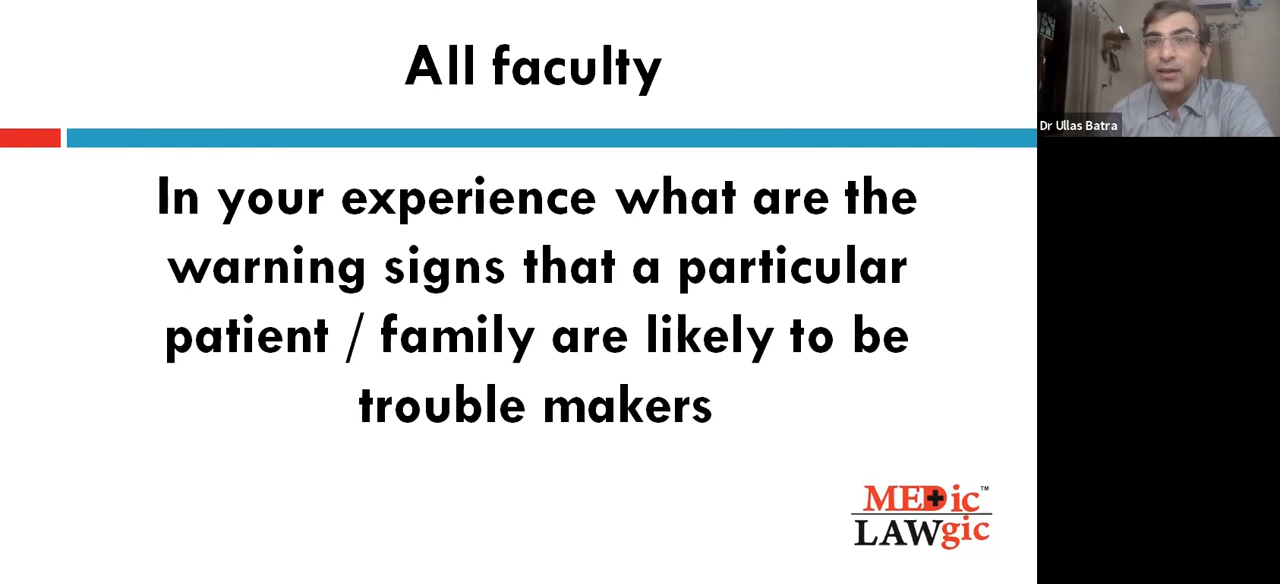 All faculty
In your experience what are the
warning signs that a particular
patient / family are likely to be
trouble makers
MEDic™
LAWgic
Dr Ullas Batra